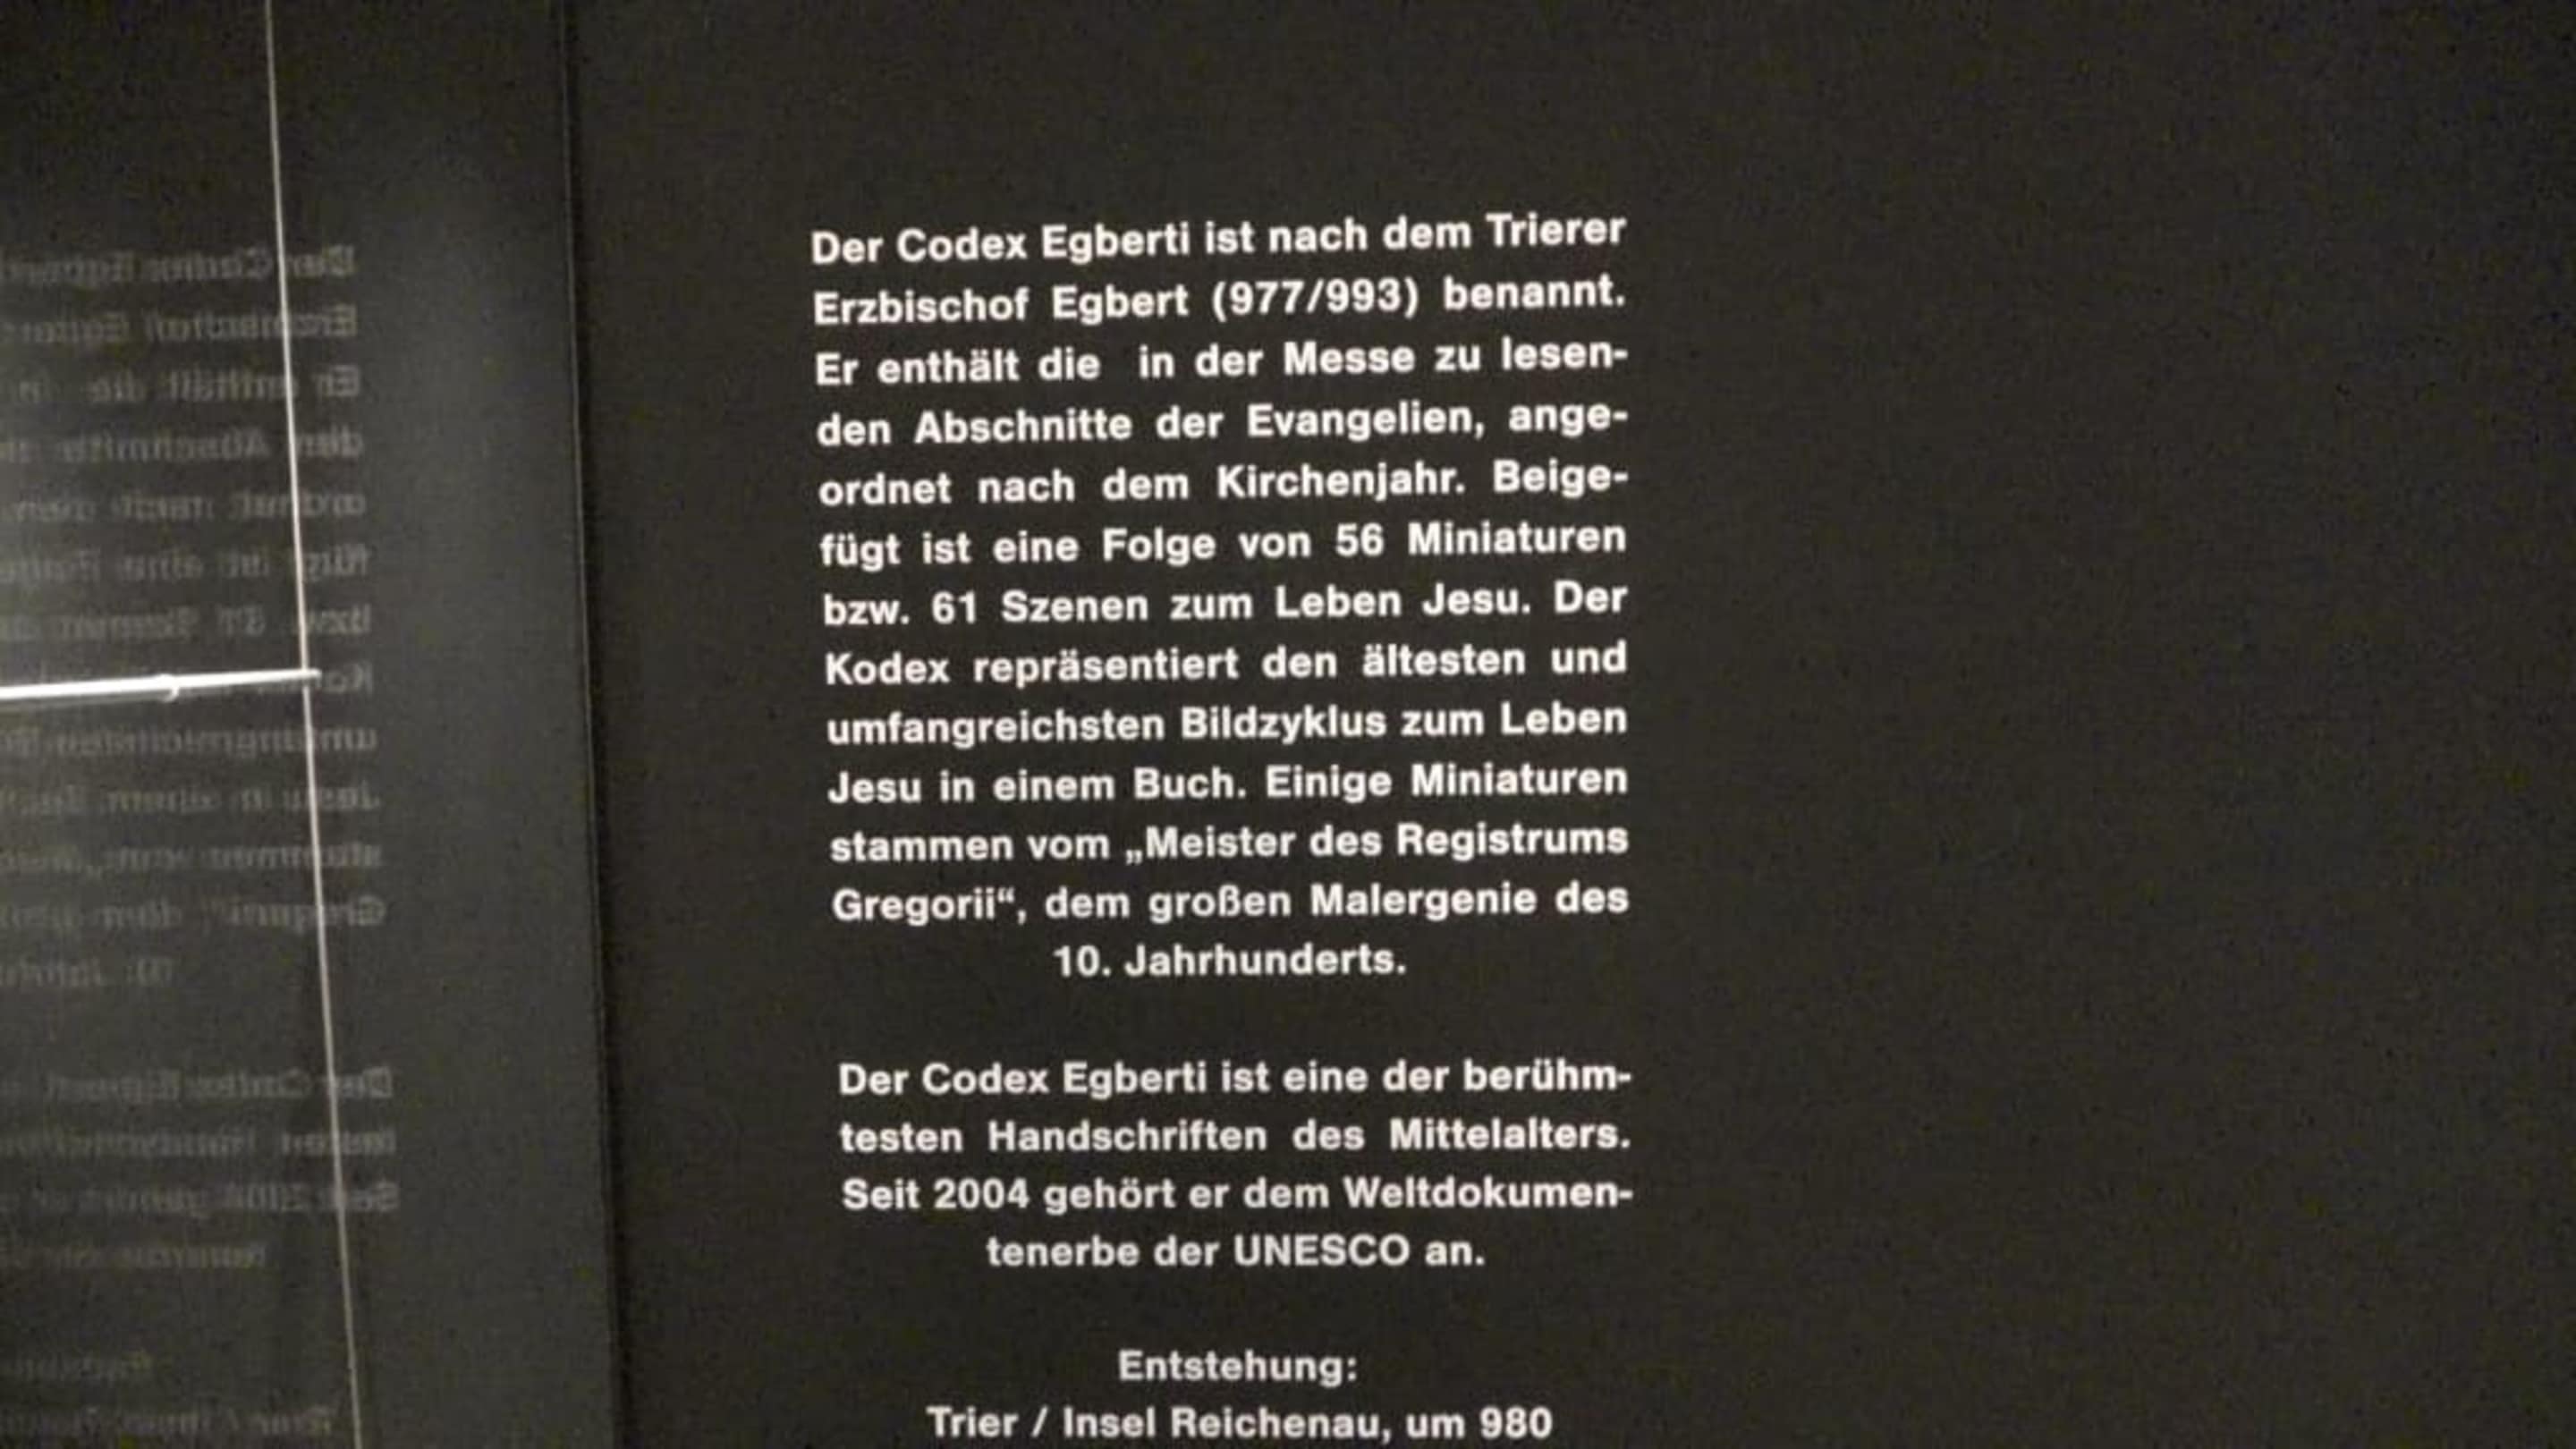 Der Codex Egberti ist nach dem Trierer
Erzbischof Egbert (977/993) benannt.
Er enthält die in der Messe zu lesen-
den Abschnitte der Evangelien, ange-
ordnet nach dem Kirchenjahr. Beige-
fügt ist eine Folge von 56 Miniaturen
bzw. 61 Szenen zum Leben Jesu. Der
Kodex repräsentiert den ältesten und
umfangreichsten Bildzyklus zum Leben
Jesu in einem Buch. Einige Miniaturen
stammen vom „Meister des Registrums
Gregorii“, dem großen Malergenie des
10. Jahrhunderts.
Der Codex Egberti ist eine der berühm-
testen Handschriften des Mittelalters.
Seit 2004 gehört er dem Weltdokumen-
tenerbe der UNESCO an.
Entstehung:
Trier / Insel Reichenau, um 980